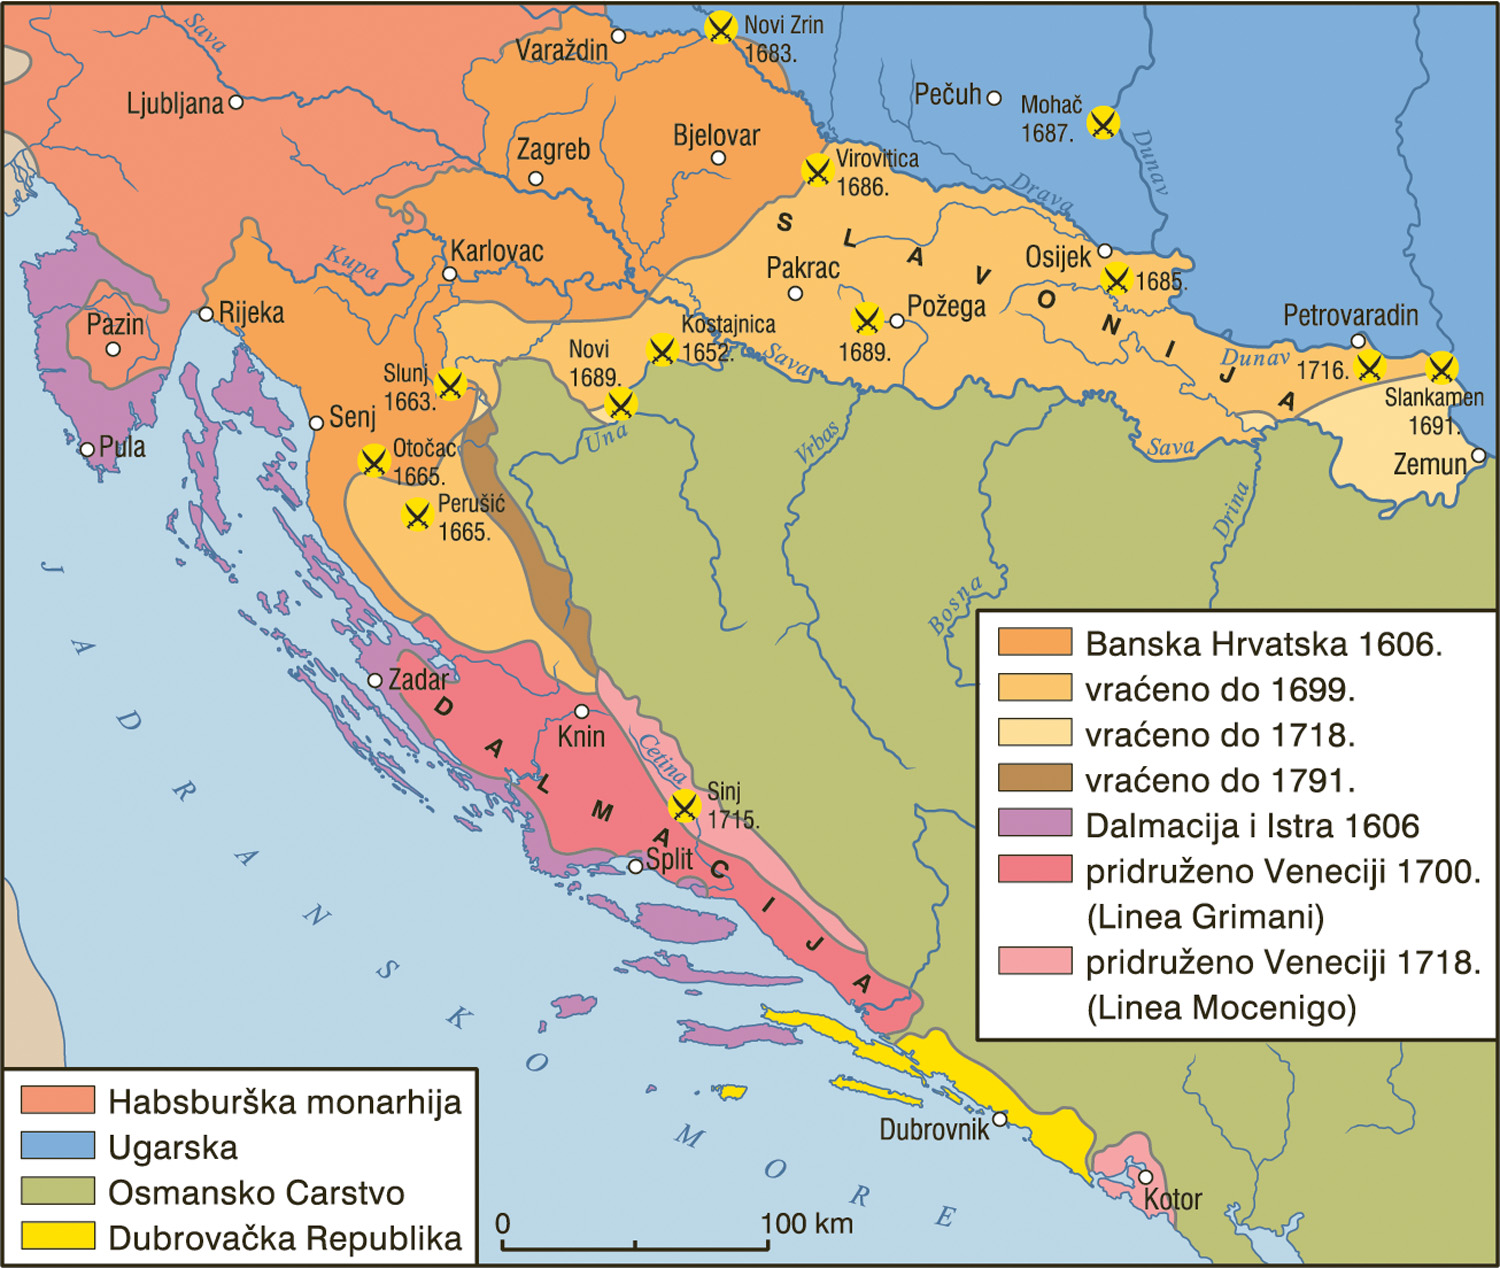 Sava
Novi Zrin
1683.
Varaždin
Ljubljana
Pečuh
Mohač
1687.
Dunav
Bjelovar
Zagreb
Virovitica
1686.
Drava
SLAVONIJA
Karlovac
Kupa
Osijek
1685.
Pakrac
Požega
1689.
Rijeka
Pazin
Petrovaradin
Kostajnica
1652.
Novi
1689.
Sava
Dunav
1716.
Slunj
1663.
Slankamen
1691.
Senj
Pula
Otočac
1665.
Una
Vrbas
Sava
Zemun
Perušić
1665.
Drina
JADRANSKO MORE
Bosna
Zadar
DALMACIJA
Knin
Cetina
Sinj
1715.
Split
Dubrovnik
Kotor
Banska Hrvatska 1606.
vraćeno do 1699.
vraćeno do 1718.
vraćeno do 1791.
Dalmacija i Istra 1606
pridruženo Veneciji 1700.
(Linea Grimani)
pridruženo Veneciji 1718.
(Linea Mocenigo)
Habsburška monarhija
Ugarska
Osmansko Carstvo
Dubrovačka Republika
0 100 km